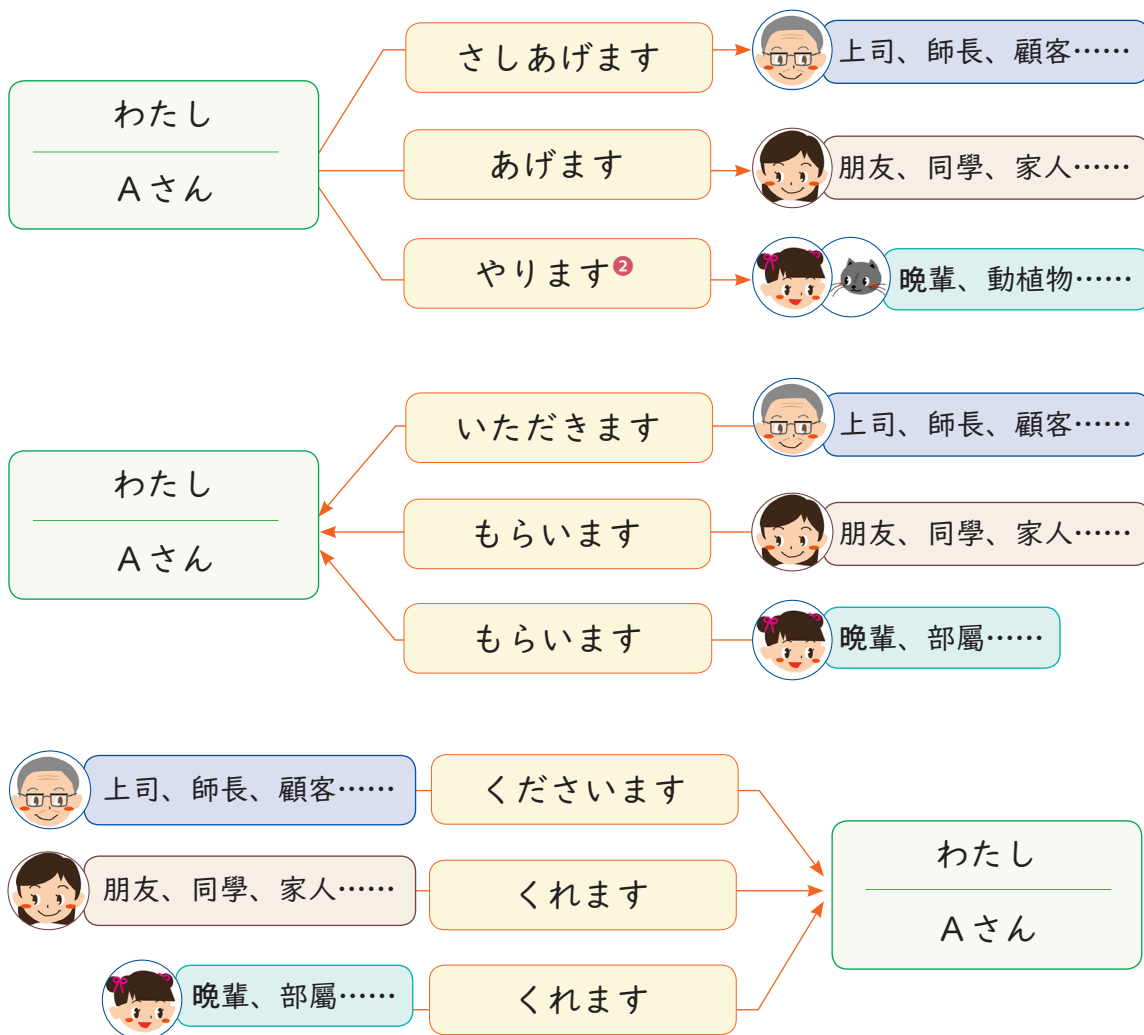 さしあげます
上司、師長、顧客……
わたし
Aさん
あげます
朋友、同學、家人……
やります❷
晩輩、動植物……
いただきます
上司、師長、顧客……
わたし
Aさん
もらいます
朋友、同學、家人……
もらいます
晩輩、部屬……
上司、師長、顧客……
くださいます
朋友、同學、家人……
くれます
わたし
Aさん
晩輩、部屬……
くれます